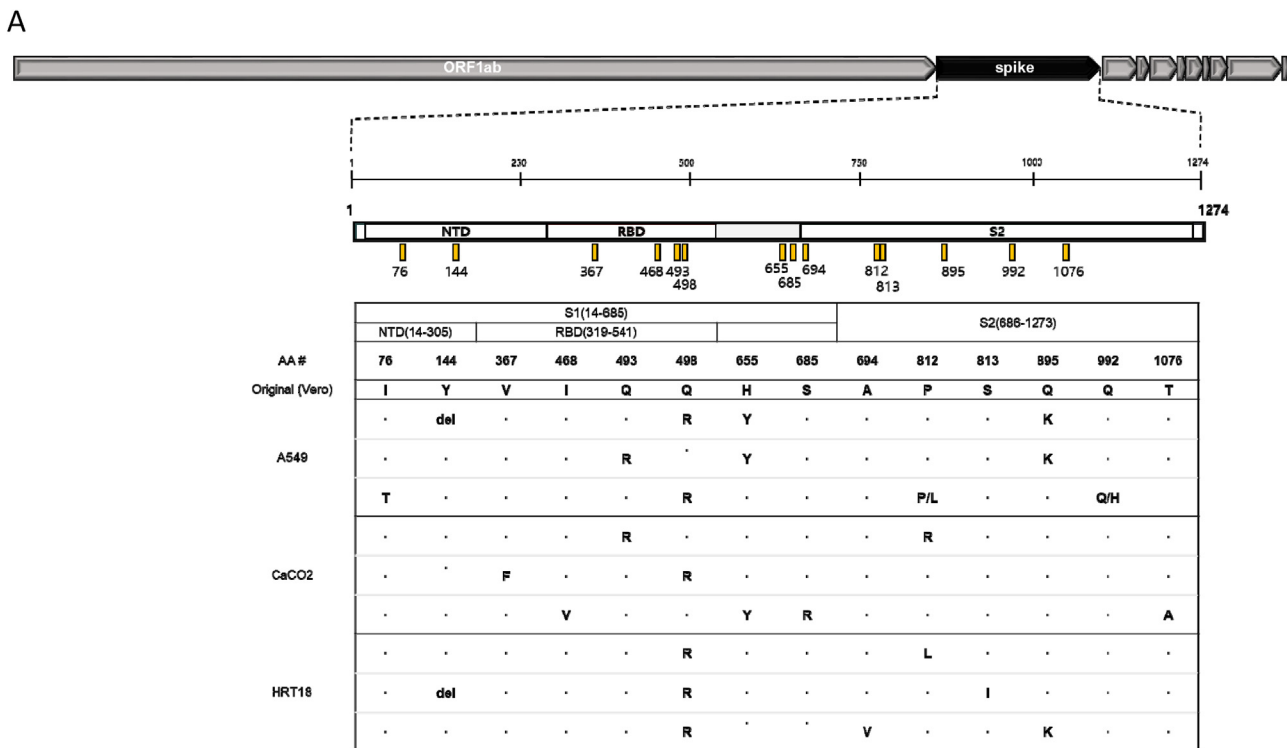 A
ORF1ab spike
1 250 500 750 1000 1274
1 1274
NTD RBD S2
76 144 367 468 493 655 694 812 895 992 1076
498 685 813
S1(14-685) S2(686-1273)
NTD(14-305) RBD(319-541)
AA # 76 144 367 468 493 498 655 685 694 812 813 895 992 1076
Original (Vero) I Y V I Q Q H S A P S Q Q T
. del . . . R Y . . . . K . .
A549 . . . . R . Y . . . . K . .
T . . . . R . . . P/L . . Q/H
. . . . R . . . . R . . . .
CaCO2 . . F . . R . . . . . . . .
. . . V . . Y R . . . . . A
. . . . . R . . . L . . . .
HRT18 . del . . . R . . . . I . . .
. . . . . R . . V . . K . .